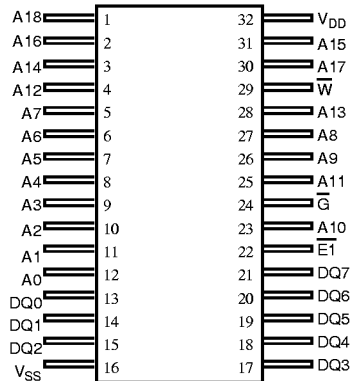 A18 1 32 V_DD
A16 2 31 A15
A14 3 30 A17
A12 4 29 W̅
A7 5 28 A13
A6 6 27 A8
A5 7 26 A9
A4 8 25 A11
A3 9 24 G̅
A2 10 23 A10
A1 11 22 E̅1̅
A0 12 21 DQ7
DQ0 13 20 DQ6
DQ1 14 19 DQ5
DQ2 15 18 DQ4
V_SS 16 17 DQ3